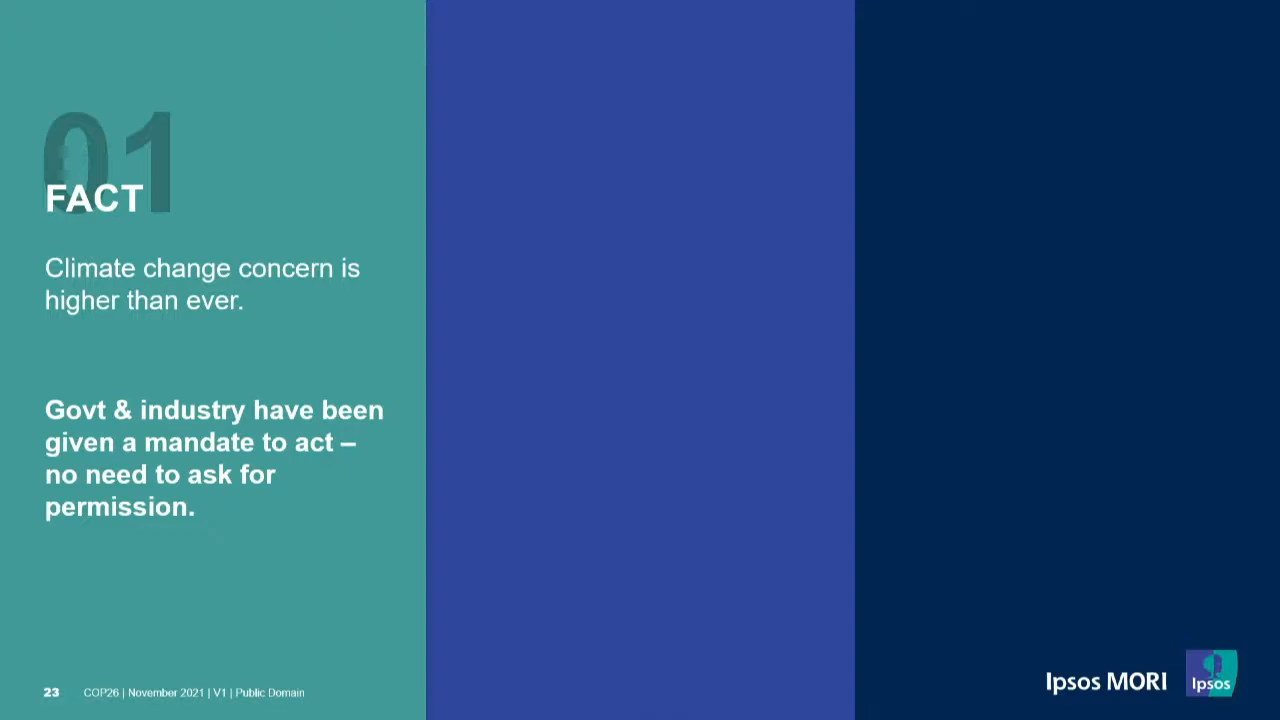 01
FACT
Climate change concern is
higher than ever.
Govt & industry have been
given a mandate to act –
no need to ask for
permission.
23 COP26 | November 2021 | V1 | Public Domain
Ipsos MORI
Ipsos